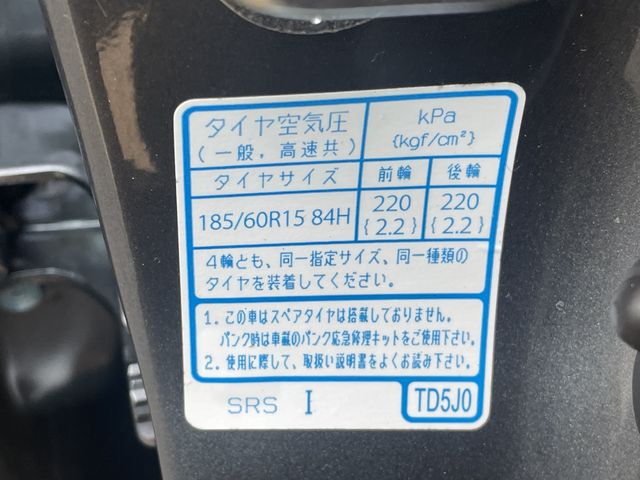 タイヤ空気圧
(一般, 高速共)
kPa
{kgf/cm²}
タイヤサイズ 前輪 後輪
185/60R15 84H 220 {2.2} 220 {2.2}
4輪とも、同一指定サイズ、同一種類の
タイヤを装着してください。
1. この車はスペアタイヤは搭載しておりません。
パンク時は車載のパンク応急修理キットをご使用下さい。
2. 使用に際して、取扱い説明書をよくお読み下さい。
SRS I TD5J0